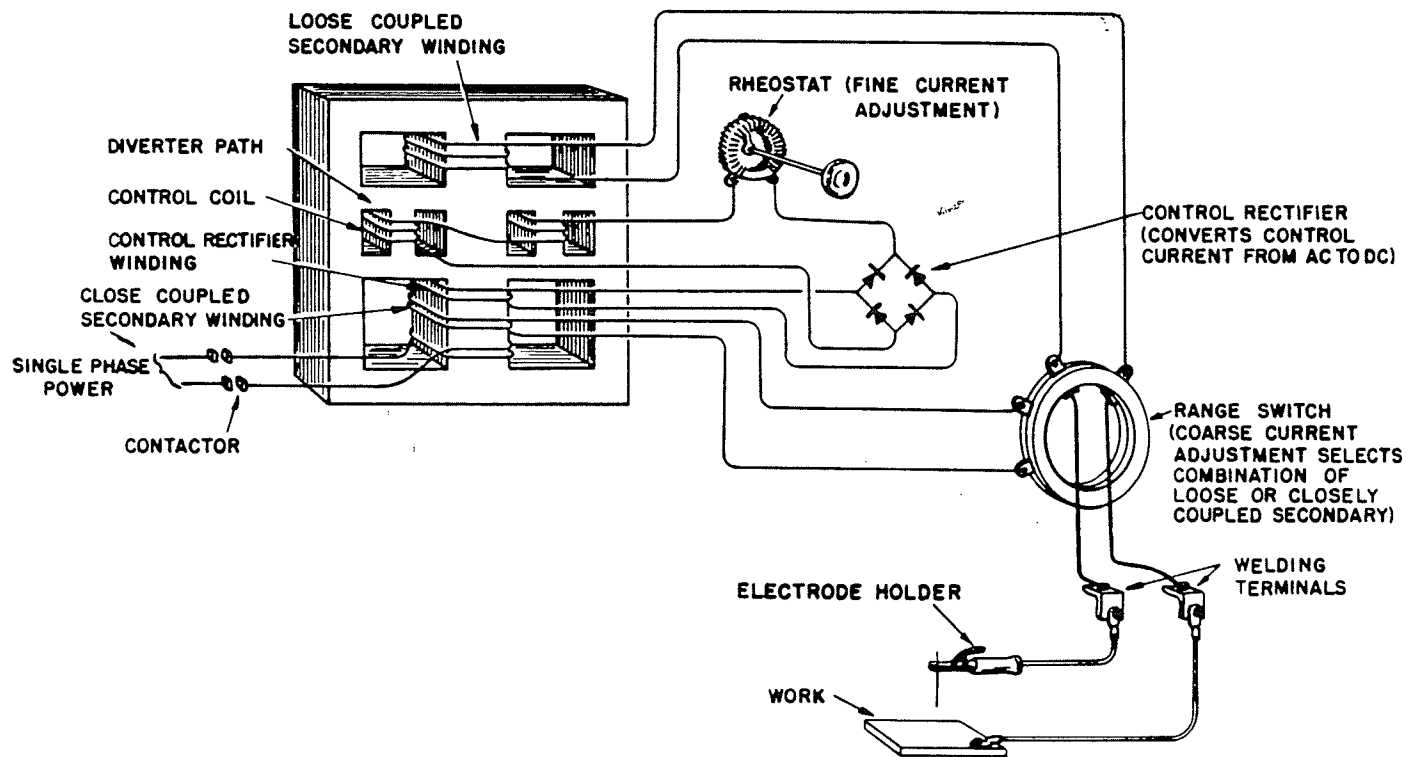 LOOSE COUPLED
SECONDARY WINDING
RHEOSTAT (FINE CURRENT
ADJUSTMENT)
DIVERTER PATH
CONTROL COIL
CONTROL RECTIFIER
WINDING
CLOSE COUPLED
SECONDARY WINDING
SINGLE PHASE
POWER
CONTACTOR
CONTROL RECTIFIER
(CONVERTS CONTROL
CURRENT FROM AC TO DC)
RANGE SWITCH
(COARSE CURRENT
ADJUSTMENT SELECTS
COMBINATION OF
LOOSE OR CLOSELY
COUPLED SECONDARY)
WELDING
TERMINALS
ELECTRODE HOLDER
WORK